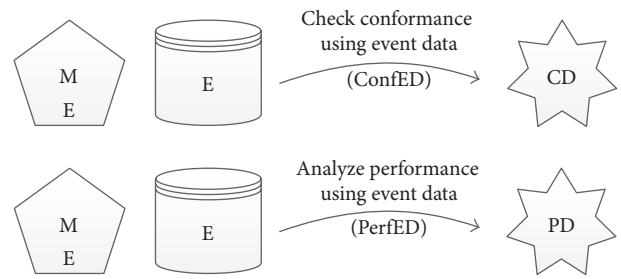 Check conformance
using event data
M
E
E
(ConfED)
CD
Analyze performance
using event data
M
E
E
(PerfED)
PD